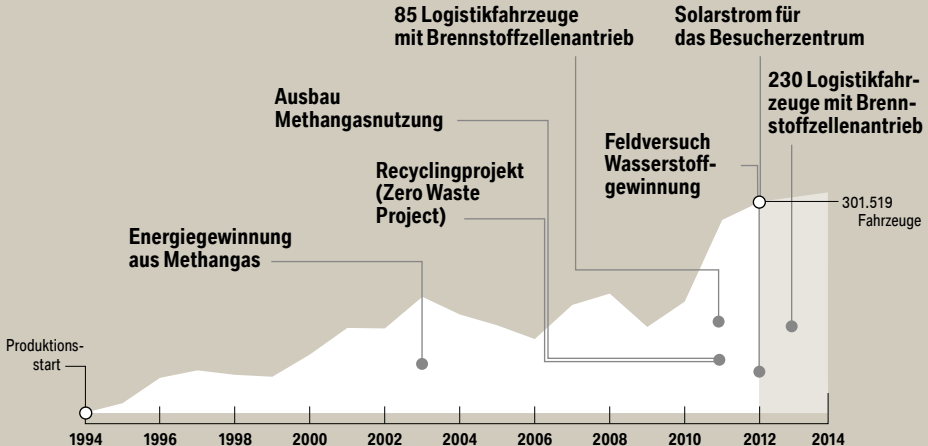 85 Logistikfahrzeuge
mit Brennstoffzellenantrieb
Solarstrom für
das Besucherzentrum
230 Logistikfahr-
zeuge mit Brenn-
stoffzellenantrieb
Ausbau
Methangasnutzung
Feldversuch
Wasserstoff-
gewinnung
Recyclingprojekt
(Zero Waste
Project)
301.519
Fahrzeuge
Energiegewinnung
aus Methangas
Produktions-
start
1994 1996 1998 2000 2002 2004 2006 2008 2010 2012 2014